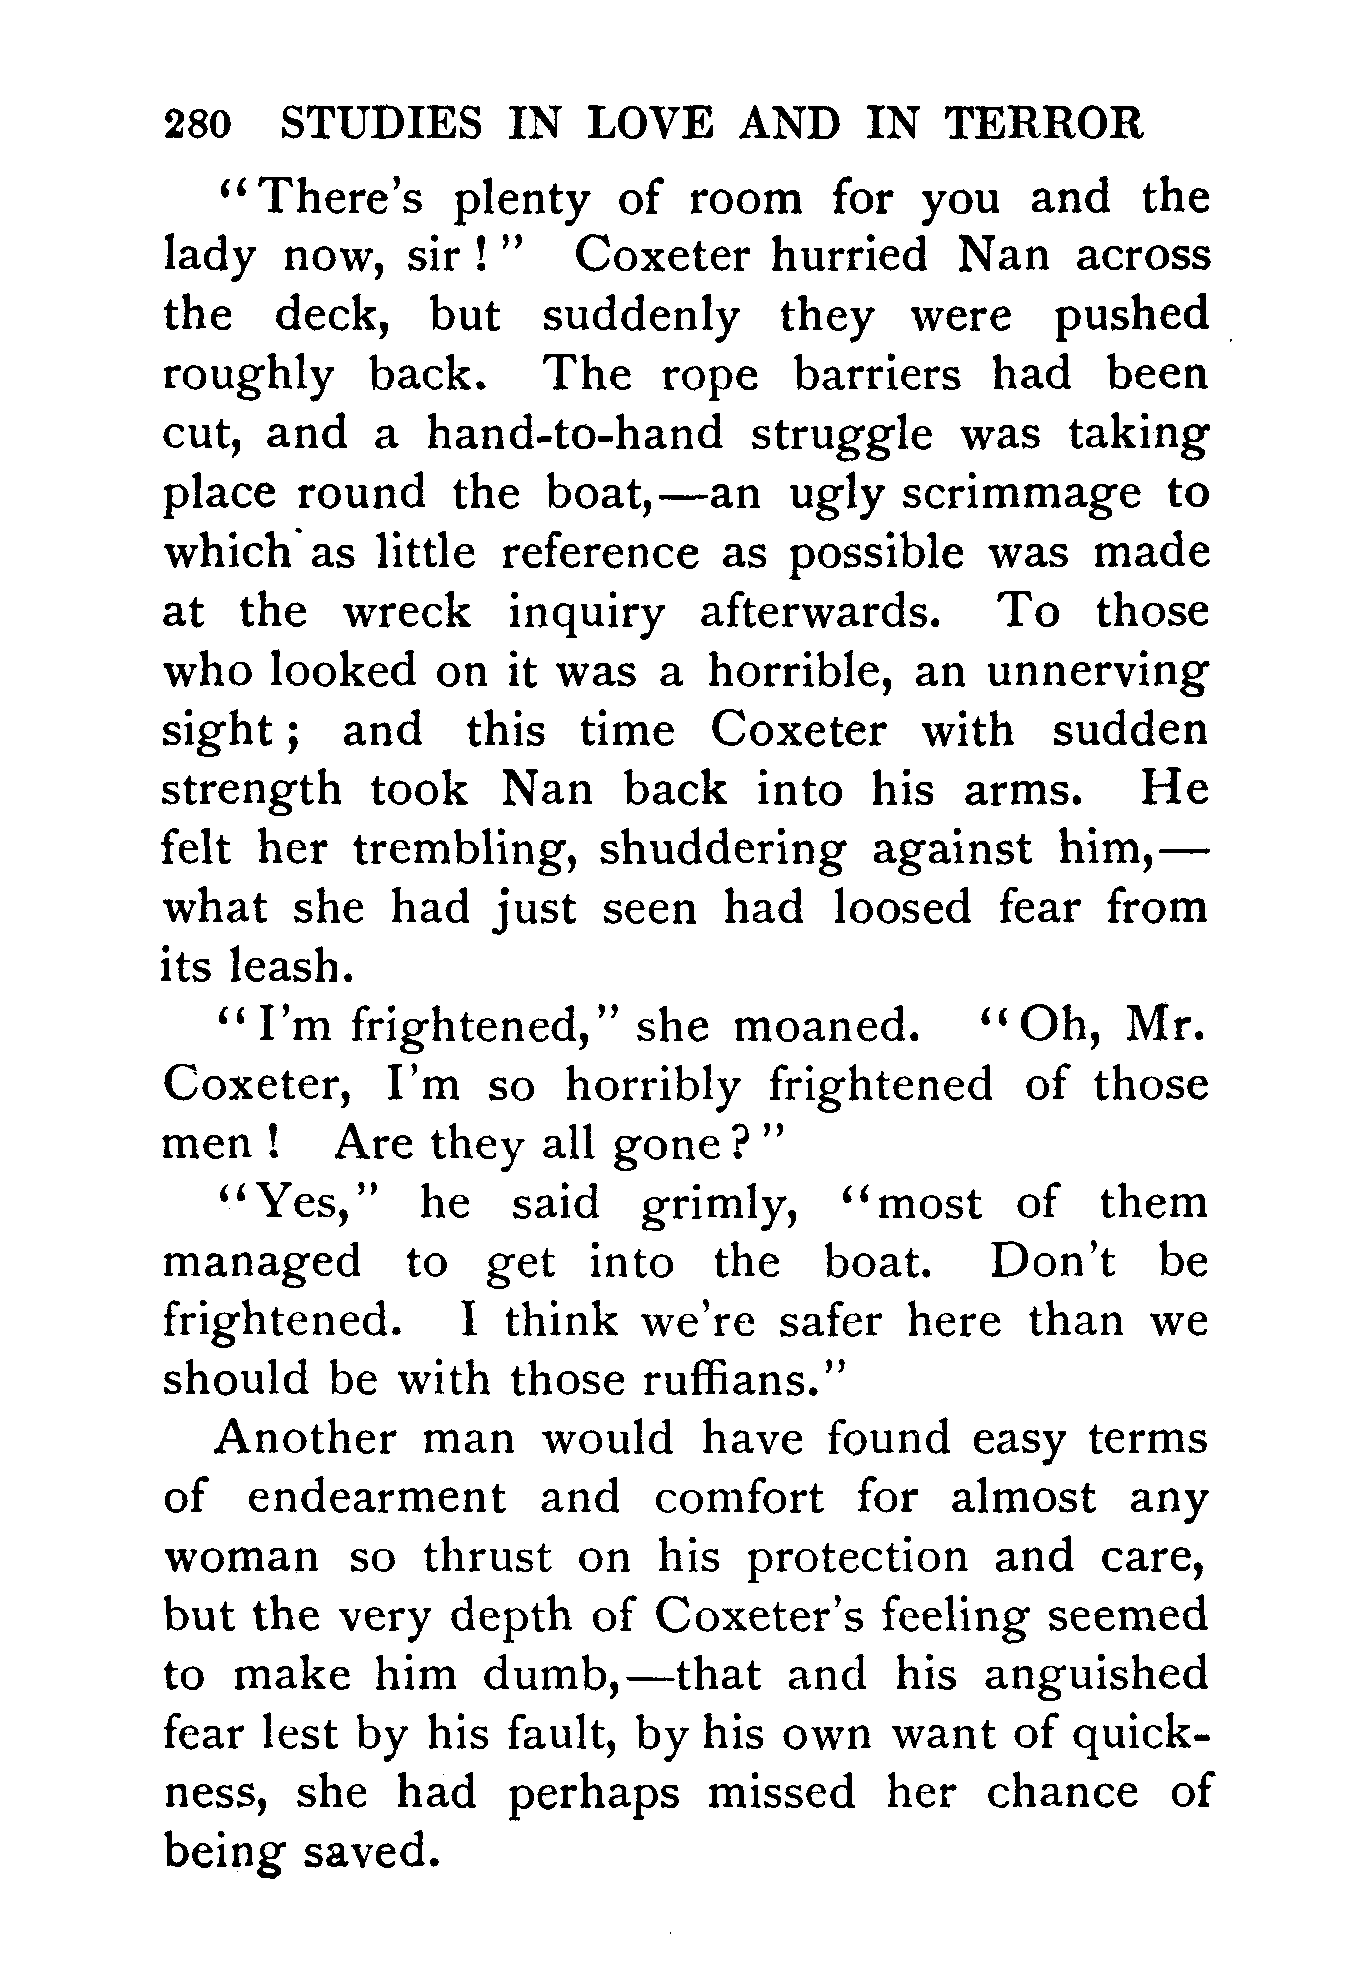 280 STUDIES IN LOVE AND IN TERROR
"There's plenty of room for you and the
lady now, sir!" Coxeter hurried Nan across
the deck, but suddenly they were pushed
roughly back. The rope barriers had been
cut, and a hand-to-hand struggle was taking
place round the boat,—an ugly scrimmage to
which as little reference as possible was made
at the wreck inquiry afterwards. To those
who looked on it was a horrible, an unnerving
sight; and this time Coxeter with sudden
strength took Nan back into his arms. He
felt her trembling, shuddering against him,—
what she had just seen had loosed fear from
its leash.
"I'm frightened," she moaned. "Oh, Mr.
Coxeter, I'm so horribly frightened of those
men! Are they all gone?"
"Yes," he said grimly, "most of them
managed to get into the boat. Don't be
frightened. I think we're safer here than we
should be with those ruffians."
Another man would have found easy terms
of endearment and comfort for almost any
woman so thrust on his protection and care,
but the very depth of Coxeter's feeling seemed
to make him dumb,—that and his anguished
fear lest by his fault, by his own want of quick-
ness, she had perhaps missed her chance of
being saved.